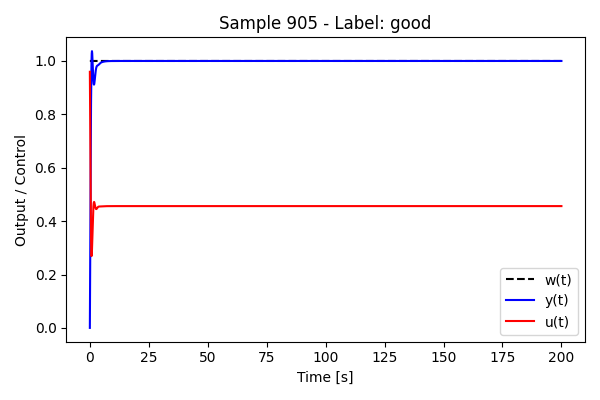 Sample 905 - Label: good
Output / Control
1.0
0.8
0.6
0.4
0.2
0.0
w(t)
y(t)
u(t)
0 25 50 75 100 125 150 175 200
Time [s]